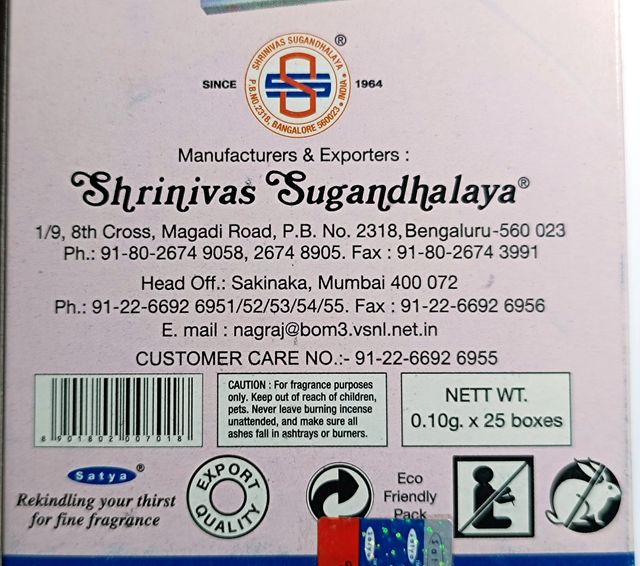 SHRINIVAS SUGANDHALAYA
P.B.NO.2318, BANGALORE 560023 • INDIA •
®
SINCE
1964
Manufacturers & Exporters :
Shrinivas Sugandhalaya®
1/9, 8th Cross, Magadi Road, P.B. No. 2318, Bengaluru-560 023
Ph.: 91-80-2674 9058, 2674 8905. Fax : 91-80-2674 3991
Head Off.: Sakinaka, Mumbai 400 072
Ph.: 91-22-6692 6951/52/53/54/55. Fax : 91-22-6692 6956
E. mail : nagraj@bom3.vsnl.net.in
CUSTOMER CARE NO.:- 91-22-6692 6955
8 901802 007018
CAUTION : For fragrance purposes
only. Keep out of reach of children,
pets. Never leave burning incense
unattended, and make sure all
ashes fall in ashtrays or burners.
NETT WT.
0.10g. x 25 boxes
Satya®
Rekindling your thirst
for fine fragrance
EXPORT
QUALITY
Eco
Friendly
Pack